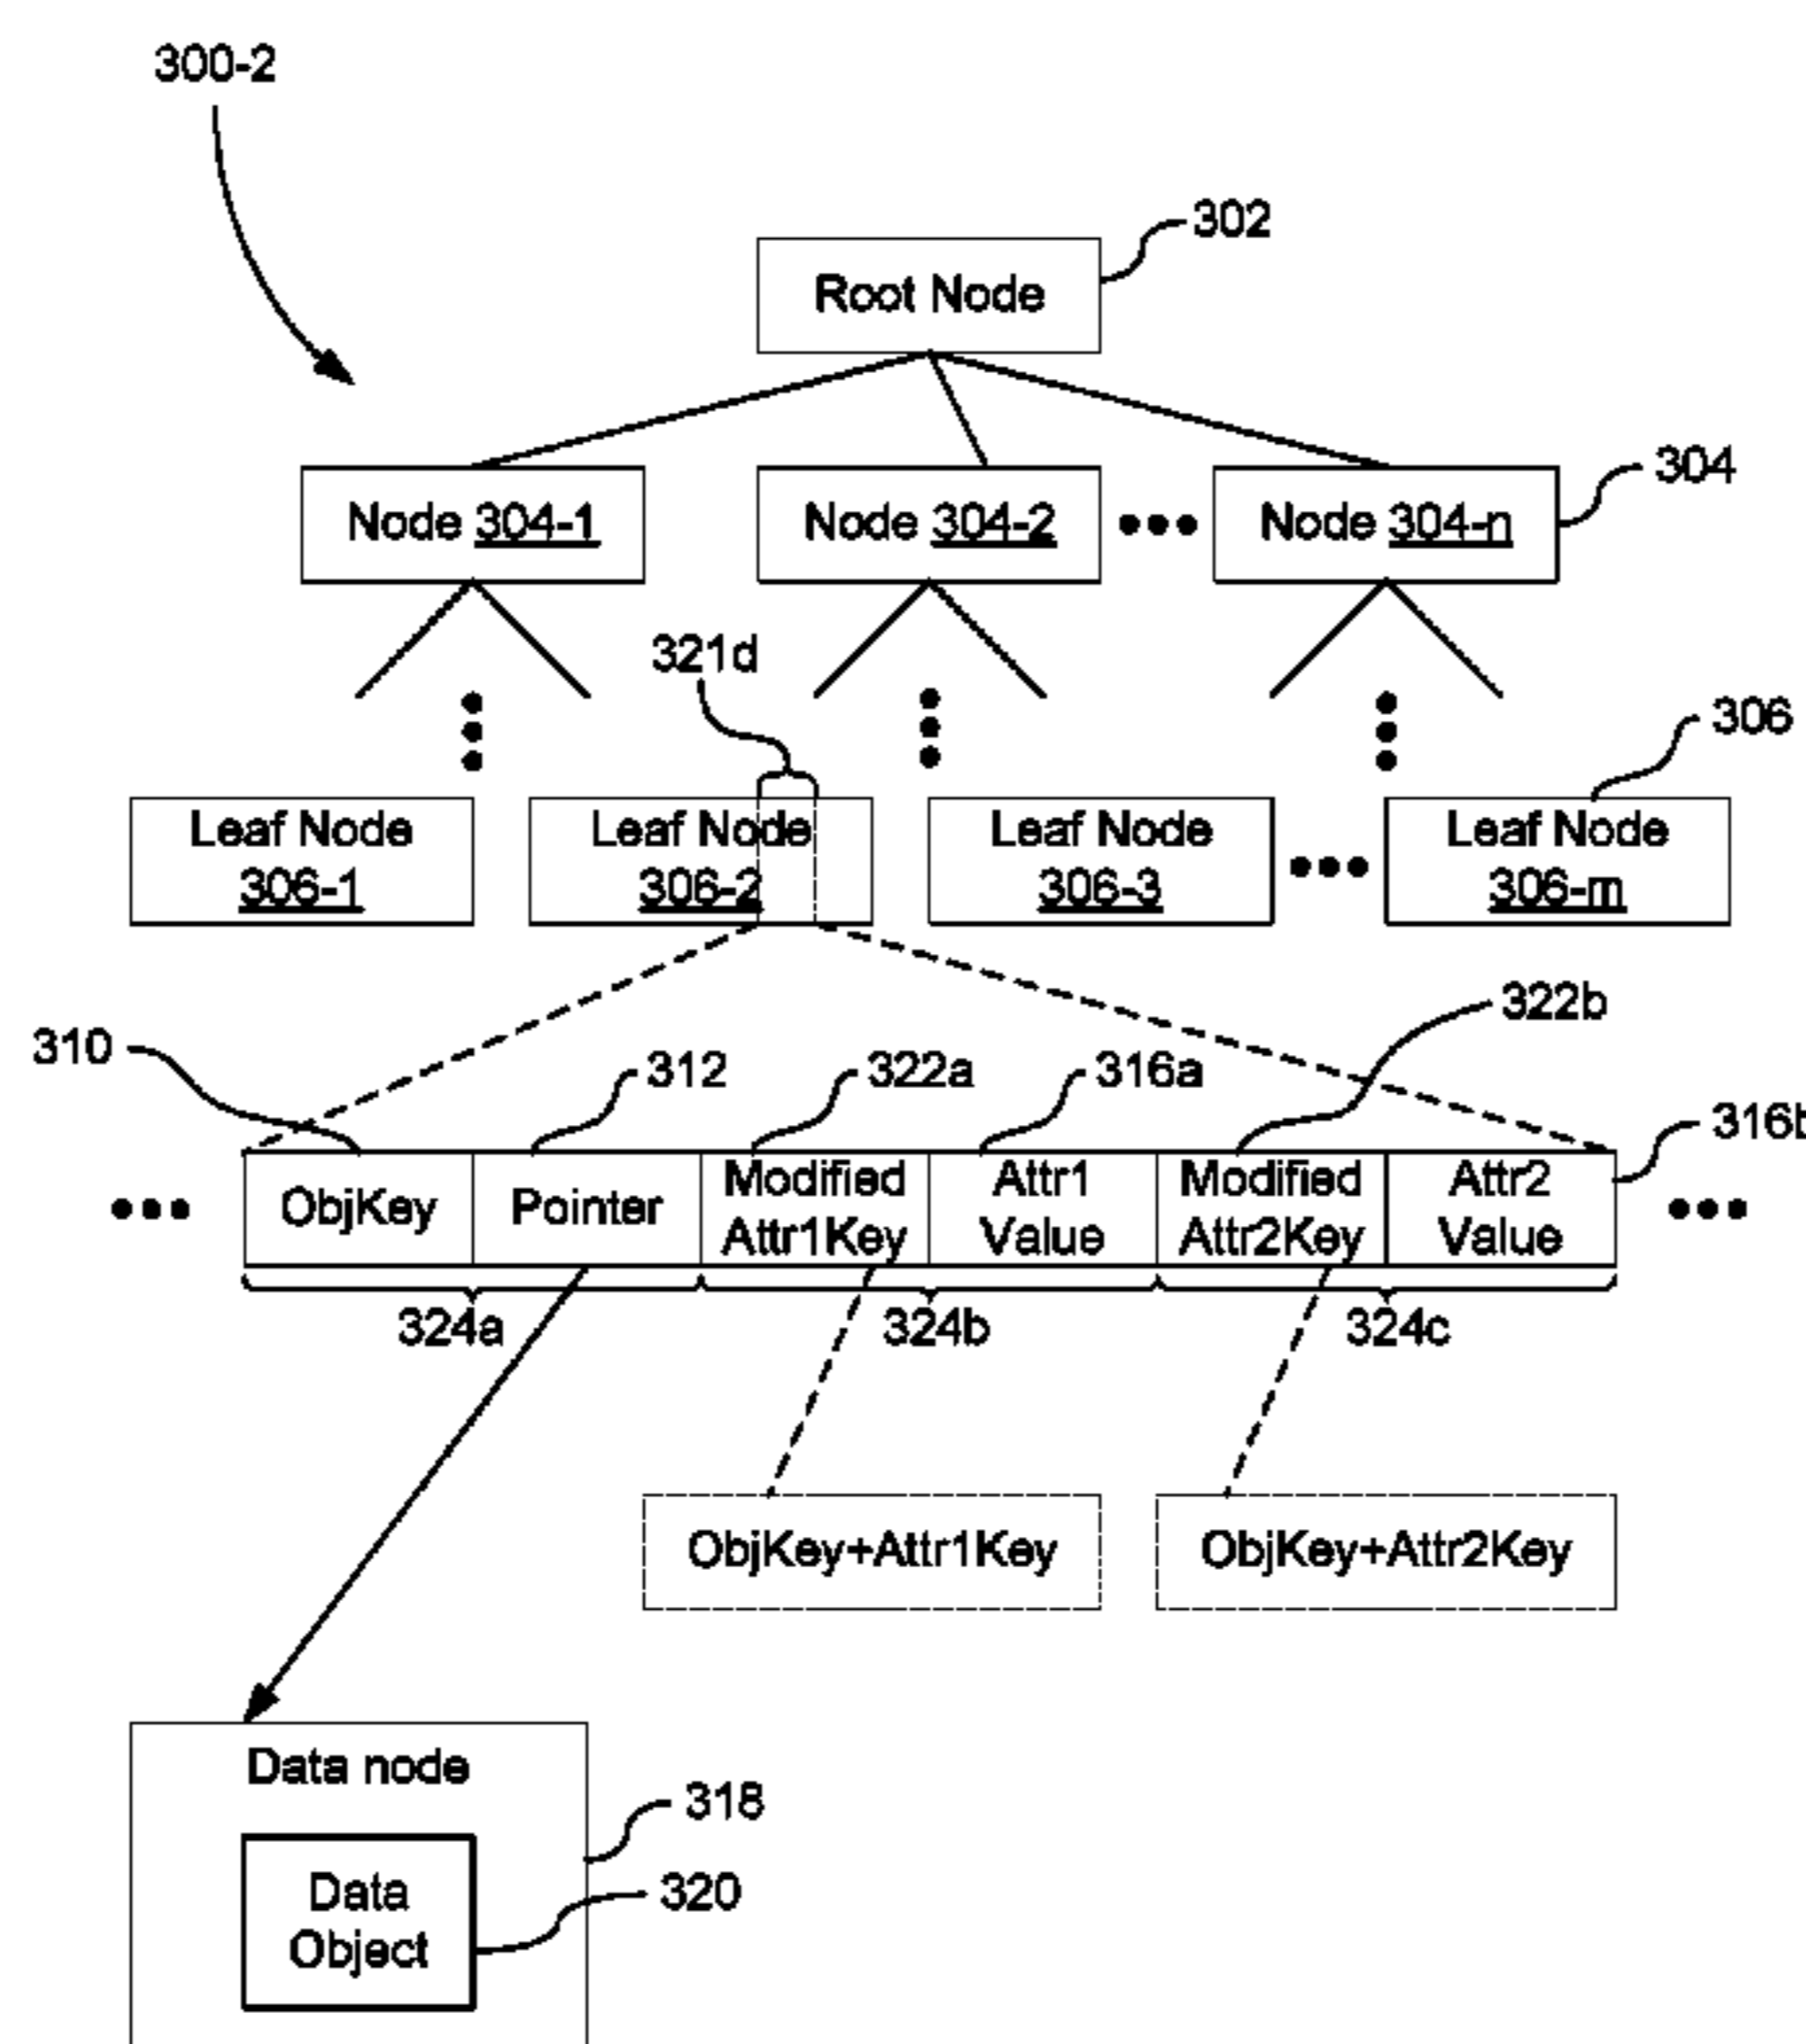 300-2
302
Root Node
304
Node 304-1
Node 304-2
Node 304-n
321d
306
Leaf Node
306-1
Leaf Node
306-2
Leaf Node
306-3
Leaf Node
306-m
310
312
322a
316a
322b
316b
ObjKey
Pointer
Modified
Attr1Key
Attr1
Value
Modified
Attr2Key
Attr2
Value
324a
324b
324c
ObjKey+Attr1Key
ObjKey+Attr2Key
Data node
318
Data
Object
320